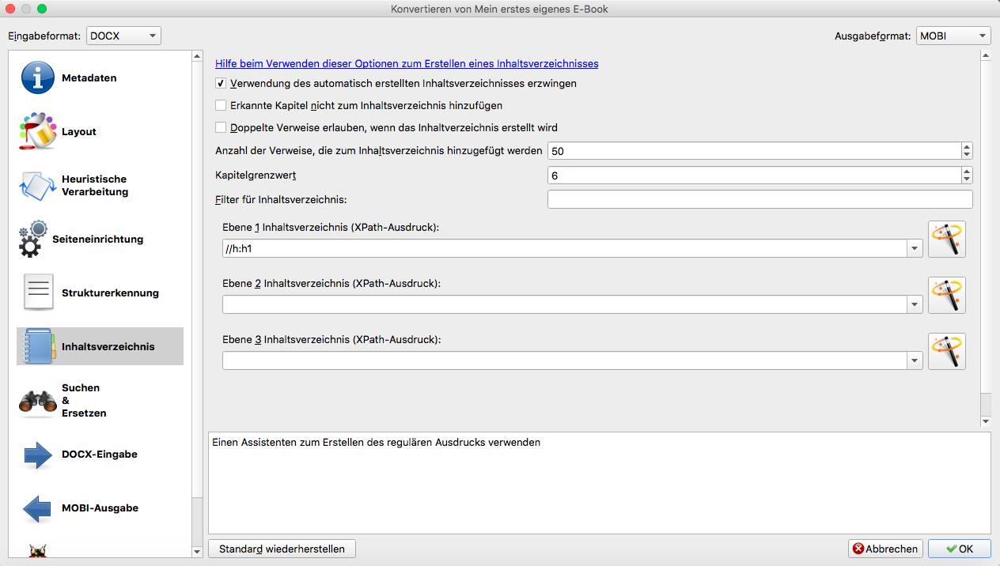 Konvertieren von Mein erstes eigenes E-Book
Eingabeformat: DOCX
Ausgabeformat: MOBI
Metadaten
Layout
Heuristische
Verarbeitung
Seiteneinrichtung
Strukturerkennung
Inhaltsverzeichnis
Suchen
&
Ersetzen
DOCX-Eingabe
MOBI-Ausgabe
Hilfe beim Verwenden dieser Optionen zum Erstellen eines Inhaltsverzeichnisses
Verwendung des automatisch erstellten Inhaltsverzeichnisses erzwingen
Erkannte Kapitel nicht zum Inhaltsverzeichnis hinzufügen
Doppelte Verweise erlauben, wenn das Inhaltverzeichnis erstellt wird
Anzahl der Verweise, die zum Inhaltsverzeichnis hinzugefügt werden 50
Kapitelgrenzwert 6
Filter für Inhaltsverzeichnis:
Ebene 1 Inhaltsverzeichnis (XPath-Ausdruck):
//h:h1
Ebene 2 Inhaltsverzeichnis (XPath-Ausdruck):
Ebene 3 Inhaltsverzeichnis (XPath-Ausdruck):
Einen Assistenten zum Erstellen des regulären Ausdrucks verwenden
Standard wiederherstellen
Abbrechen
OK